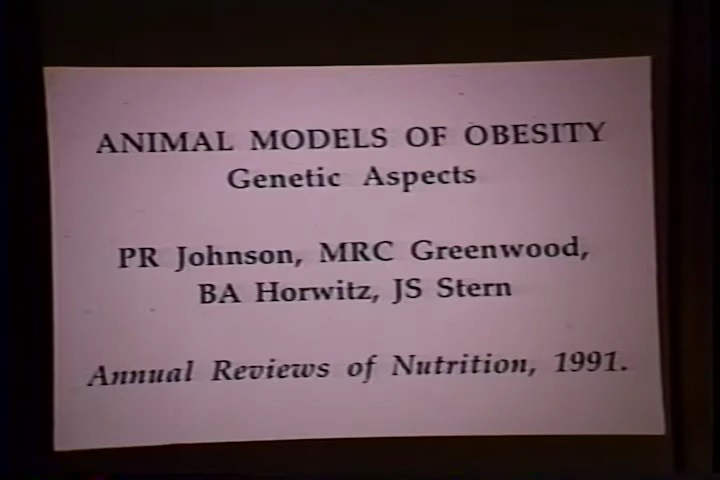 ANIMAL MODELS OF OBESITY
Genetic Aspects
PR Johnson, MRC Greenwood,
BA Horwitz, JS Stern
Annual Reviews of Nutrition, 1991.